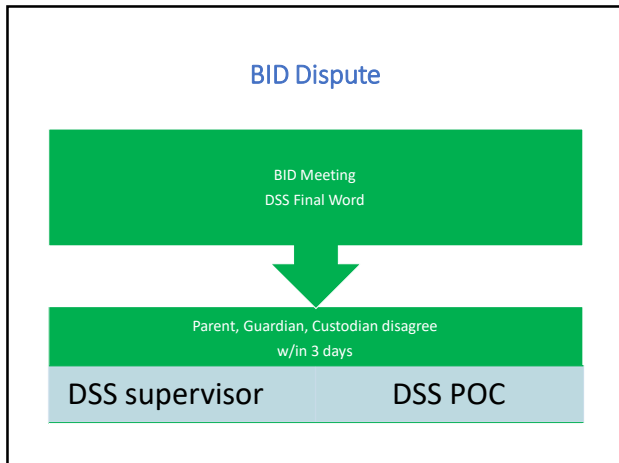 BID Dispute
BID Meeting
DSS Final Word
Parent, Guardian, Custodian disagree
w/in 3 days
DSS supervisor
DSS POC